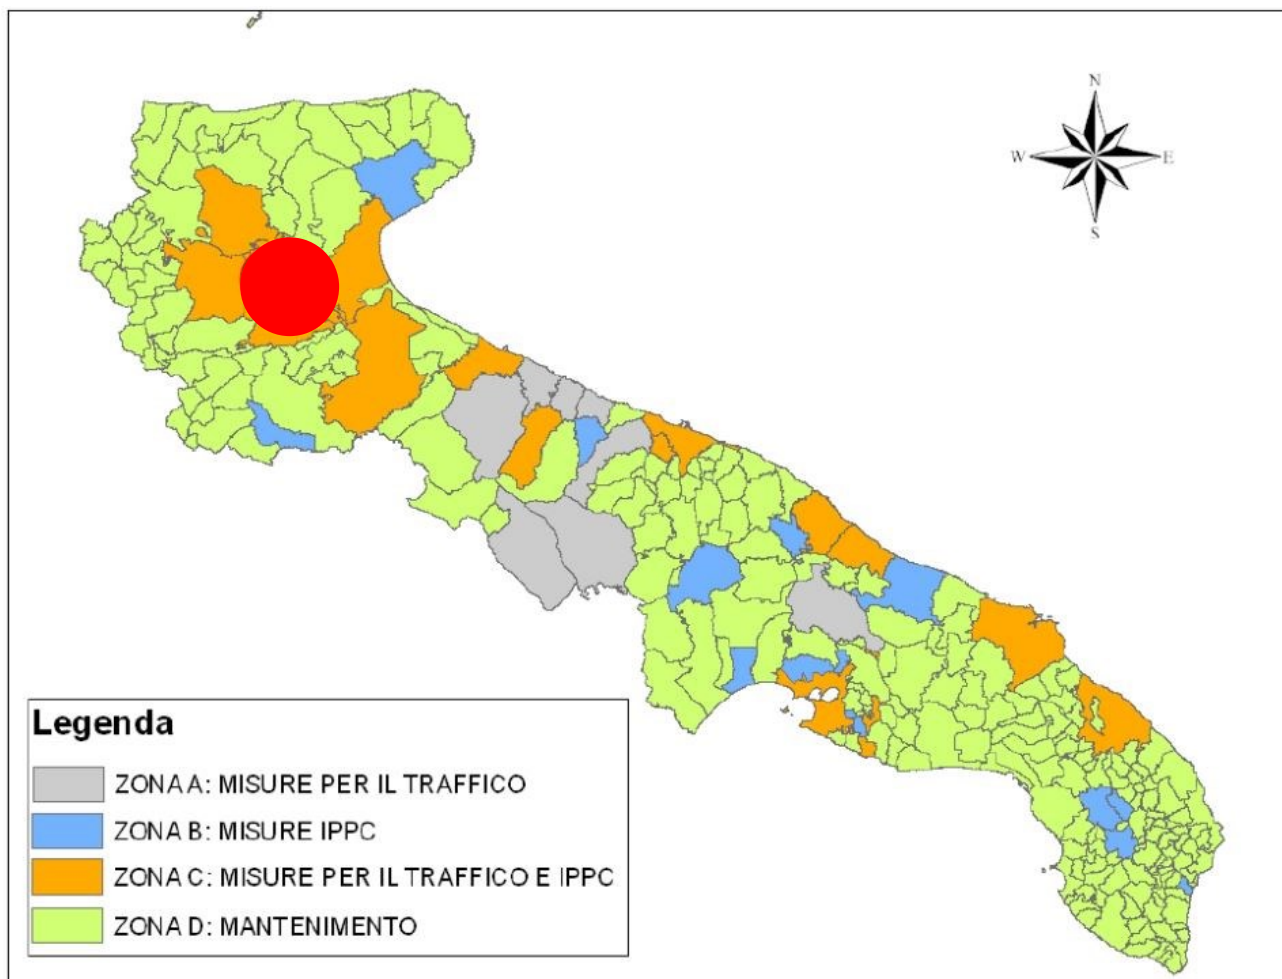 N
W E
S
Legenda
ZONA A: MISURE PER IL TRAFFICO
ZONA B: MISURE IPPC
ZONA C: MISURE PER IL TRAFFICO E IPPC
ZONA D: MANTENIMENTO